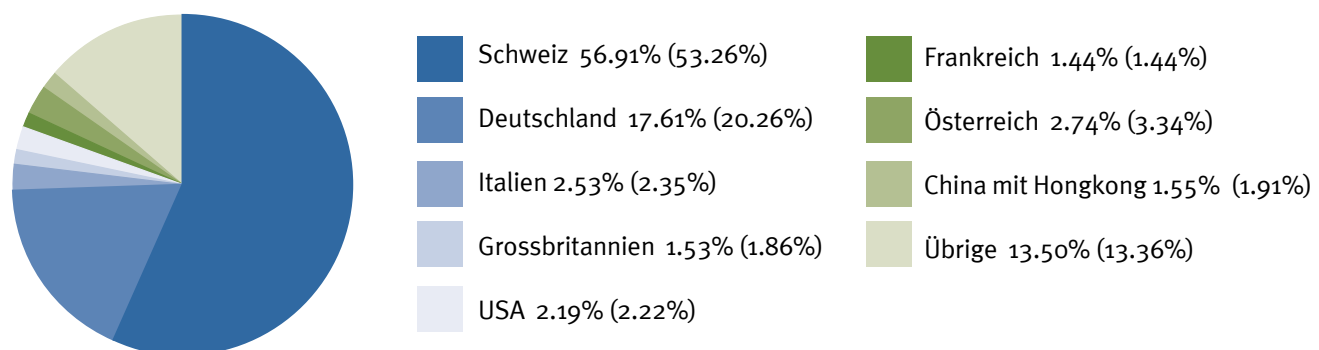 Schweiz 56.91% (53.26%)
Deutschland 17.61% (20.26%)
Italien 2.53% (2.35%)
Grossbritannien 1.53% (1.86%)
USA 2.19% (2.22%)
Frankreich 1.44% (1.44%)
Österreich 2.74% (3.34%)
China mit Hongkong 1.55% (1.91%)
Übrige 13.50% (13.36%)